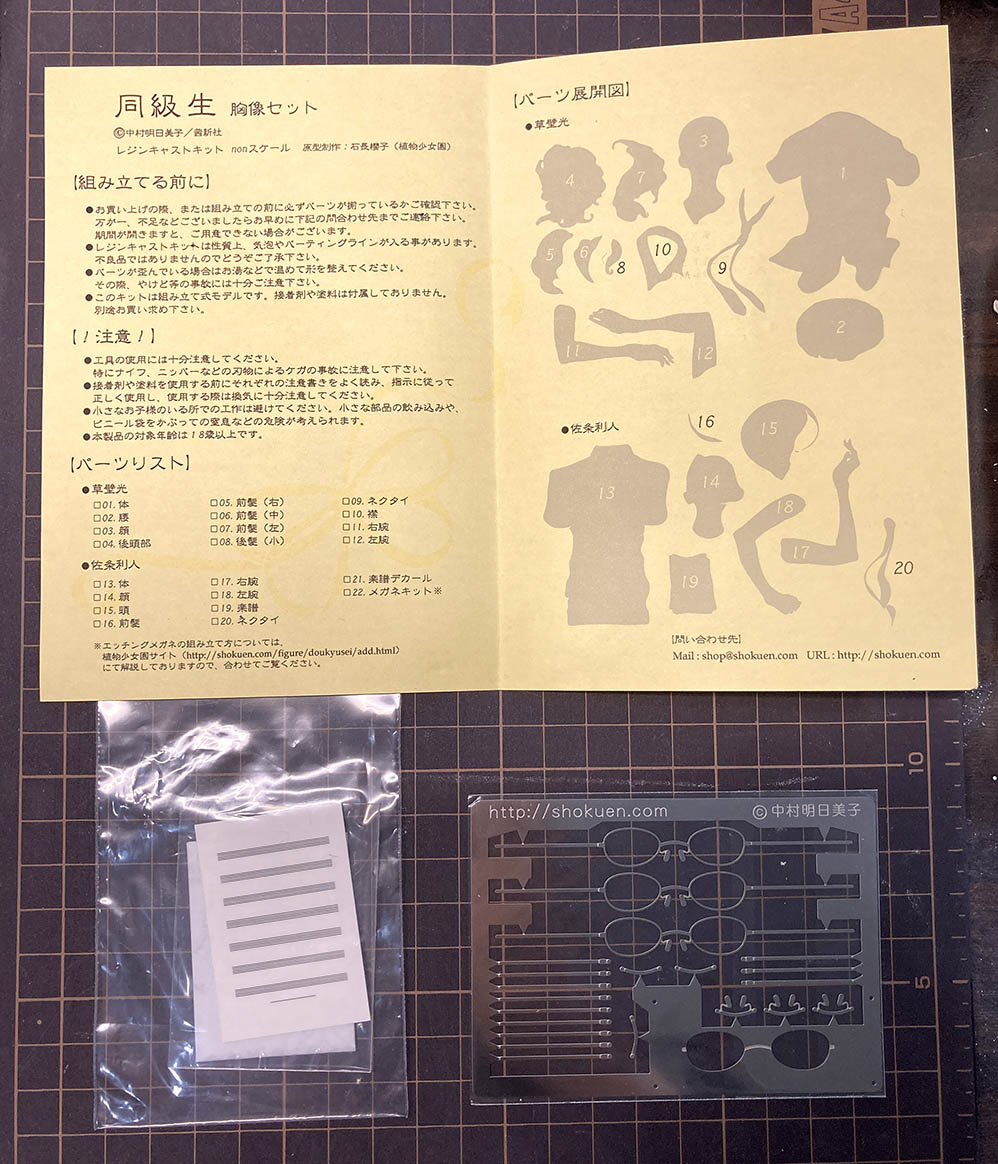 同級生 胸像セット
©中村明日美子／茜新社
レジンキャストキット nonスケール 原型制作：石長櫻子（植物少女園）
【組み立てる前に】
●お買い上げの際、または組み立ての前に必ずパーツが揃っているかご確認下さい。
万が一、不足などございましたらお早めに下記の問合わせ先までご連絡下さい。
期間が開きますと、ご用意できない場合がございます。
●レジンキャストキットは性質上、気泡やパーティングラインが入る事があります。
不良品ではありませんのでどうぞご了承下さい。
●パーツが歪んでいる場合はお湯などで温めて形を整えてください。
その際、やけど等の事故には十分ご注意下さい。
●このキットは組み立て式モデルです。接着剤や塗料は付属しておりません。
別途お買い求め下さい。
【！注意！】
●工具の使用には十分注意してください。
特にナイフ、ニッパーなどの刃物によるケガの事故に注意して下さい。
●接着剤や塗料を使用する前にそれぞれの注意書きをよく読み、指示に従って
正しく使用し、使用する際は換気に十分注意してください。
●小さなお子様のいる所での工作は避けてください。小さな部品の飲み込みや、
ビニール袋をかぶっての窒息などの危険が考えられます。
●本製品の対象年齢は18歳以上です。
【パーツリスト】
●草壁光
□01. 体 □05. 前髪（右） □09. ネクタイ
□02. 腰 □06. 前髪（中） □10. 襟
□03. 顔 □07. 前髪（左） □11. 右腕
□04. 後頭部 □08. 後髪（小） □12. 左腕
●佐条利人
□13. 体 □17. 右腕 □21. 楽譜デカール
□14. 顔 □18. 左腕 □22. メガネキット※
□15. 頭 □19. 楽譜
□16. 前髪 □20. ネクタイ
※エッチングメガネの組み立て方については、
植物少女園サイト（http://shokuen.com/figure/doukyusei/add.html）
にて解説しておりますので、合わせてご覧ください。
【パーツ展開図】
●草壁光
4 7 3 1
5 6 8 10 9
11 12 2
●佐条利人
16 15
13 14 18
17 19 20
【問い合わせ先】
Mail : shop@shokuen.com URL : http://shokuen.com
http://shokuen.com ©中村明日美子
10
5
A4